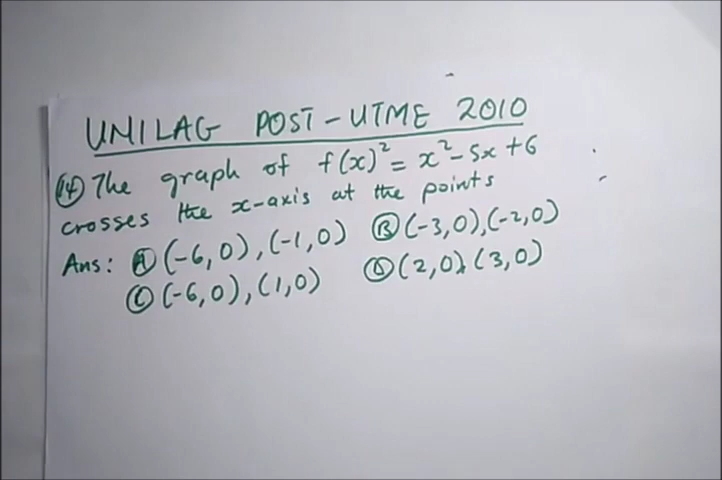 UNILAG POST-UTME 2010
(14) The graph of f(x)² = x² - 5x + 6
crosses the x-axis at the points
Ans: (A) (-6, 0), (-1, 0) (B) (-3, 0), (-2, 0)
(C) (-6, 0), (1, 0) (D) (2, 0), (3, 0)